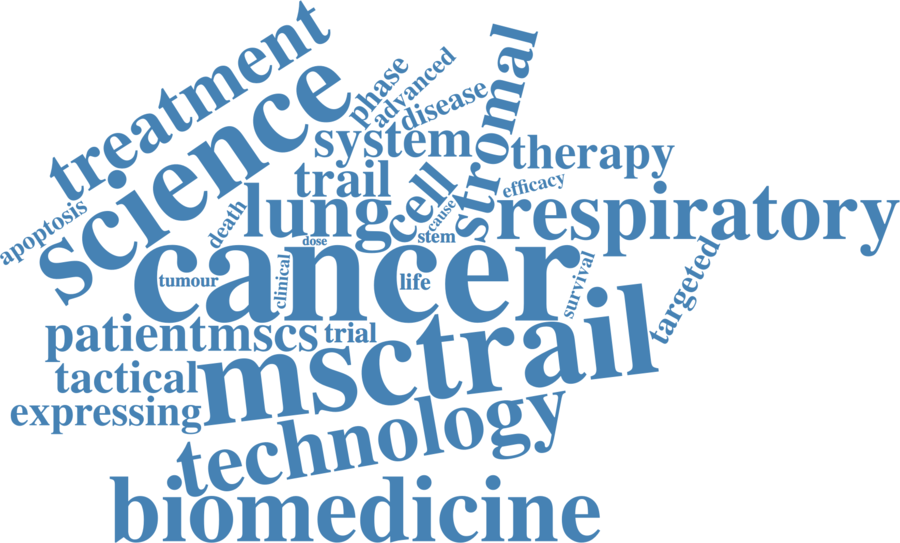 treatment
science
phase
advanced
disease
stromal
system
therapy
trail
efficacy
apoptosis
death
lung
cell
cause
stem
respiratory
dose
cancer
tumour
clinical
life
survival
targeted
patient
mscs
trial
msctrail
tactical
expressing
technology
biomedicine